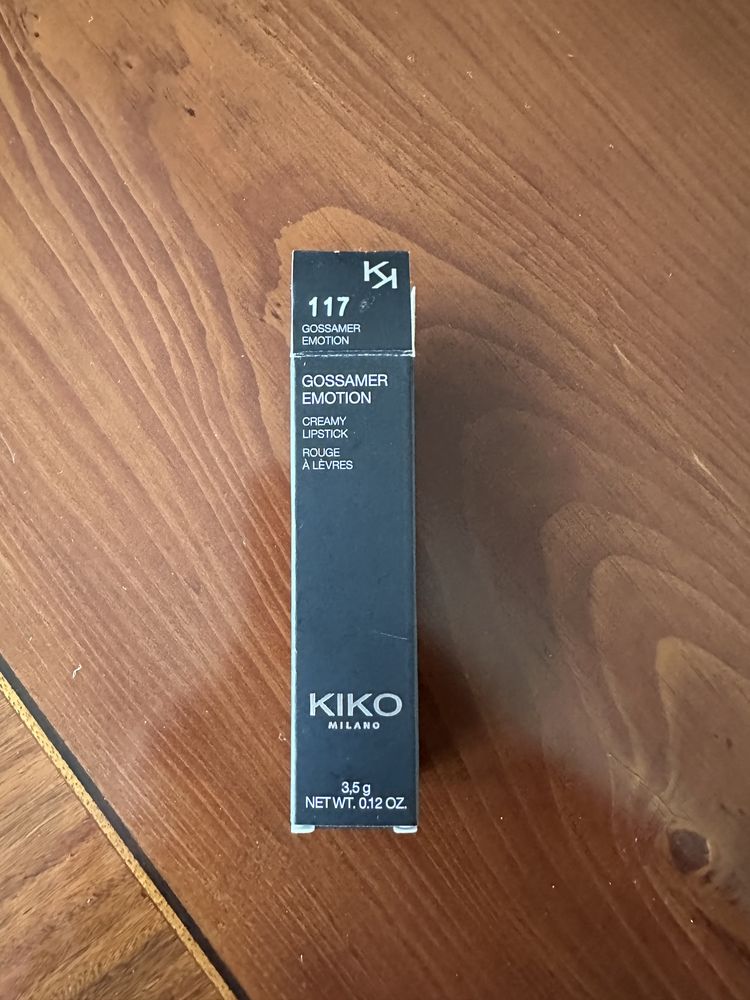 KK
117
GOSSAMER
EMOTION
GOSSAMER
EMOTION
CREAMY
LIPSTICK
ROUGE
À LÈVRES
KIKO
MILANO
3,5 g
NET WT. 0.12 OZ.